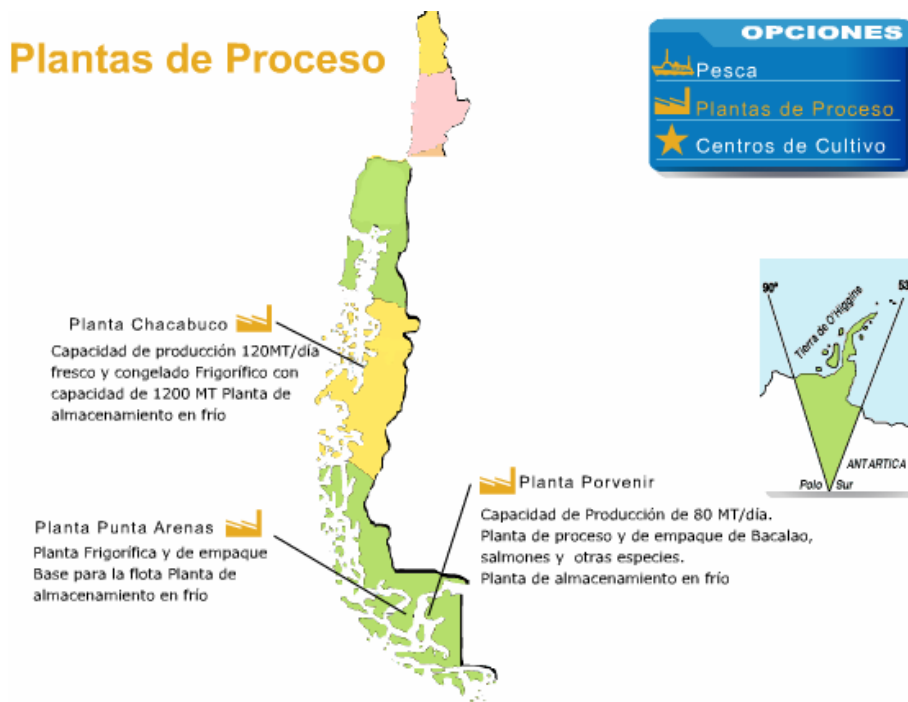 Plantas de Proceso
OPCIONES
Pesca
Plantas de Proceso
Centros de Cultivo
Planta Chacabuco
Capacidad de producción 120MT/día
fresco y congelado Frigorífico con
capacidad de 1200 MT Planta de
almacenamiento en frío
Planta Punta Arenas
Planta Frigorífica y de empaque
Base para la flota Planta de
almacenamiento en frío
Planta Porvenir
Capacidad de Producción de 80 MT/día.
Planta de proceso y de empaque de Bacalao,
salmones y otras especies.
Planta de almacenamiento en frío
90°
53
Tierra de O'Higgins
ANTARTICA
Polo Sur